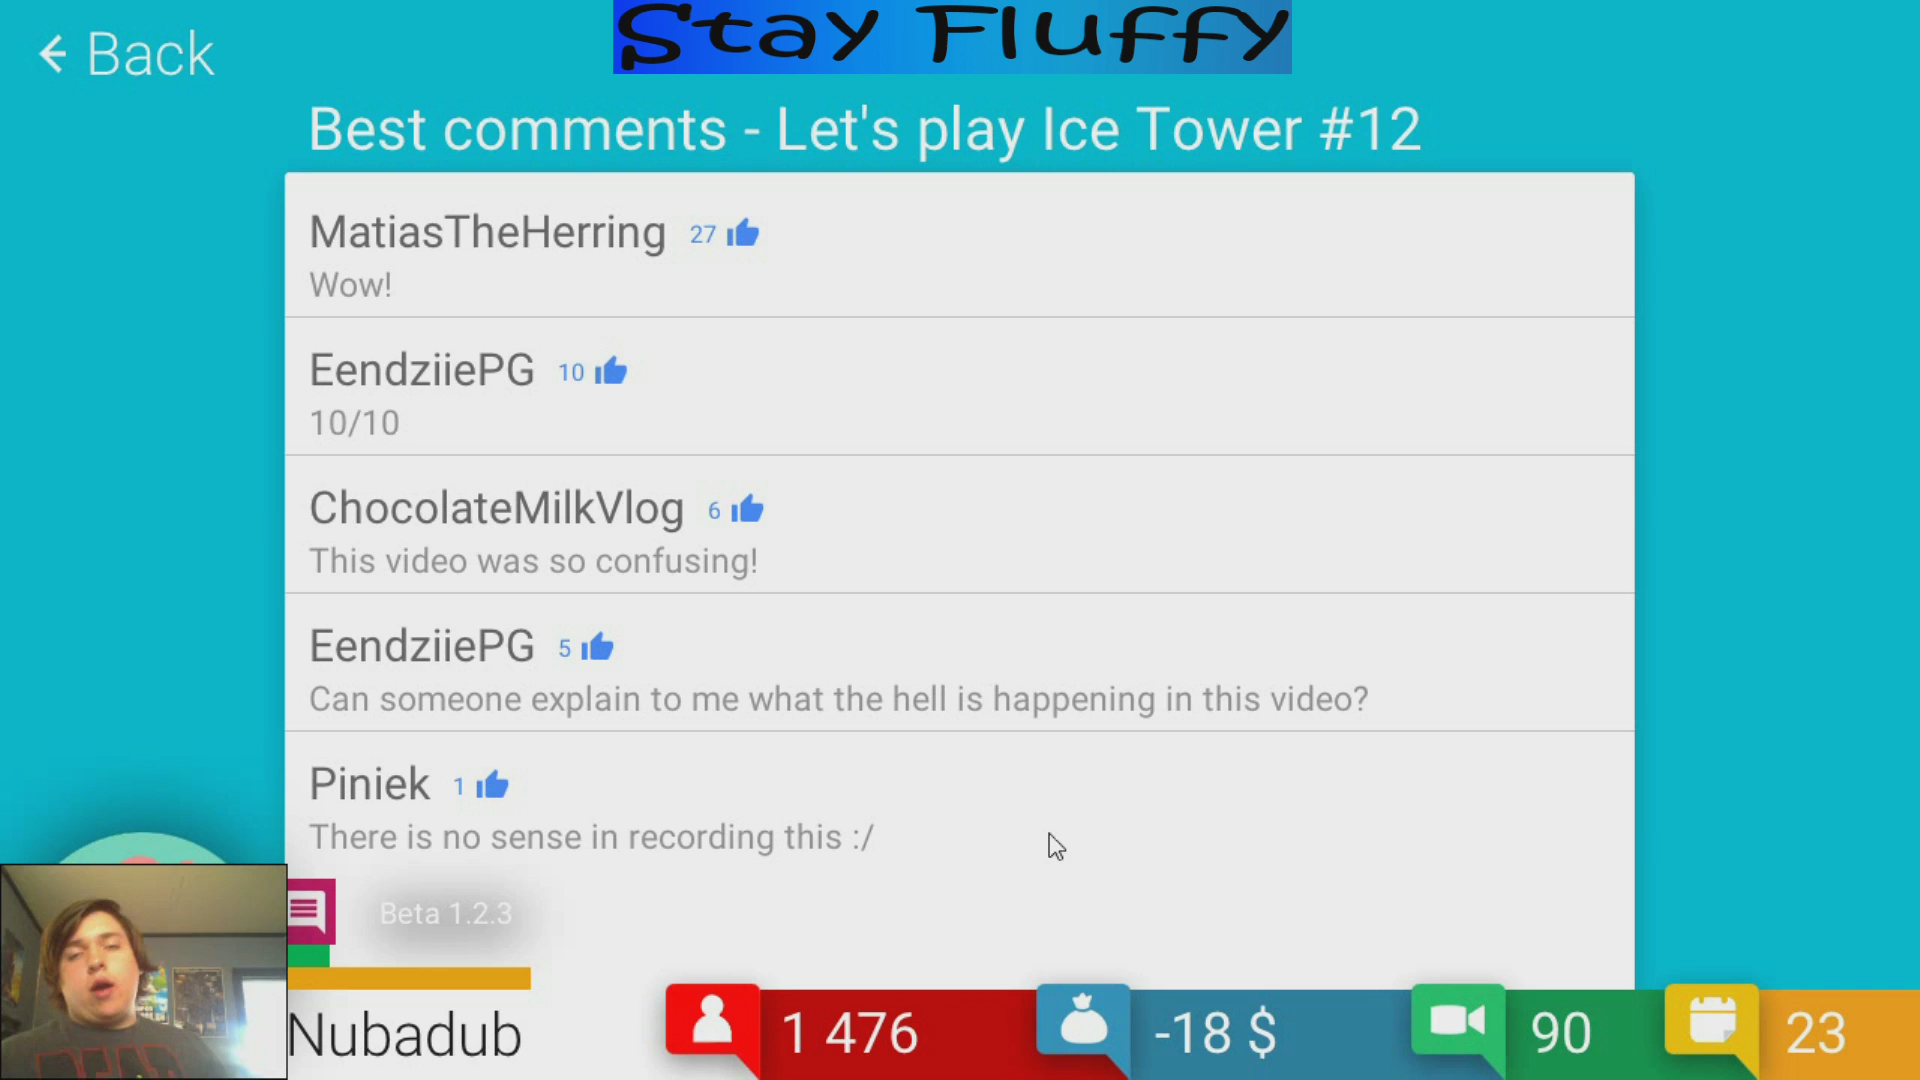 Stay Fluffy
Back
Best comments - Let's play Ice Tower #12
MatiasTheHerring 27
Wow!
EendziiePG 10
10/10
ChocolateMilkVlog 6
This video was so confusing!
EendziiePG 5
Can someone explain to me what the hell is happening in this video?
Piniek 1
There is no sense in recording this :/
Beta 1.2.3
Nubadub
1 476
-18 $
90
23